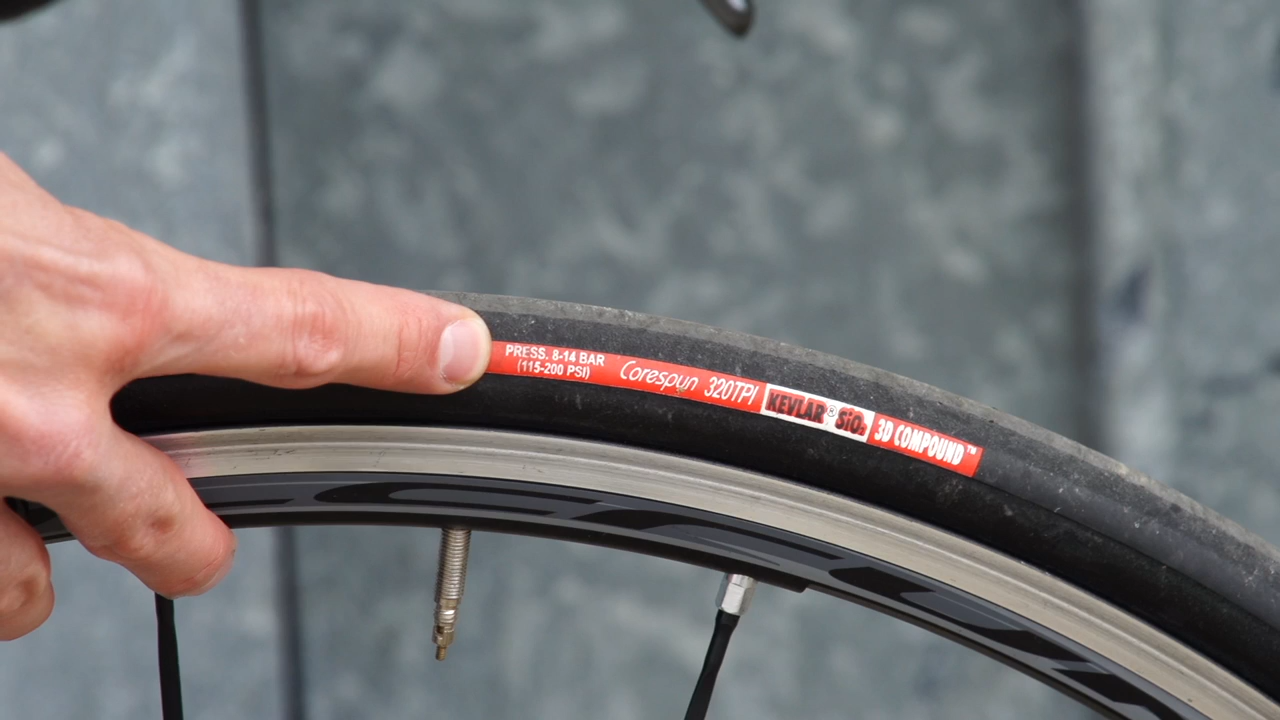 PRESS. 8-14 BAR
(115-200 PSI)
Corespun 320TPI
KEVLAR® SiO₂
3D COMPOUND™